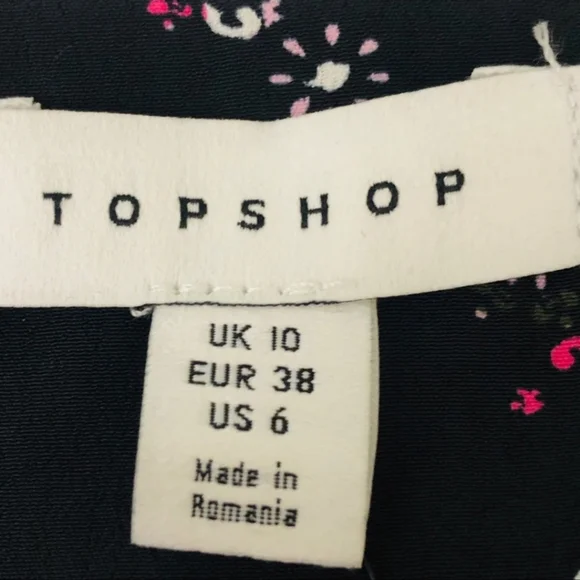 TOPSHOP
UK 10
EUR 38
US 6
Made in
Romania